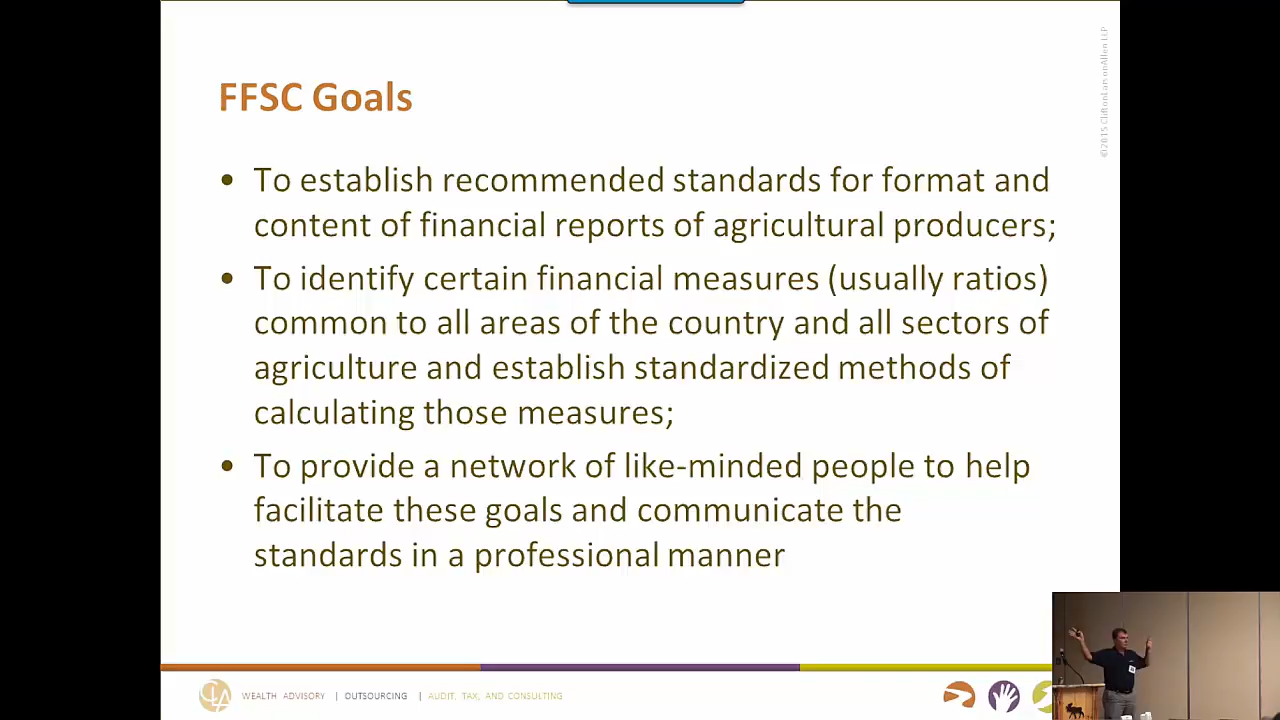 ©2015 CliftonLarsonAllen LLP
FFSC Goals
• To establish recommended standards for format and
content of financial reports of agricultural producers;
• To identify certain financial measures (usually ratios)
common to all areas of the country and all sectors of
agriculture and establish standardized methods of
calculating those measures;
• To provide a network of like-minded people to help
facilitate these goals and communicate the
standards in a professional manner
CLA WEALTH ADVISORY | OUTSOURCING | AUDIT, TAX, AND CONSULTING